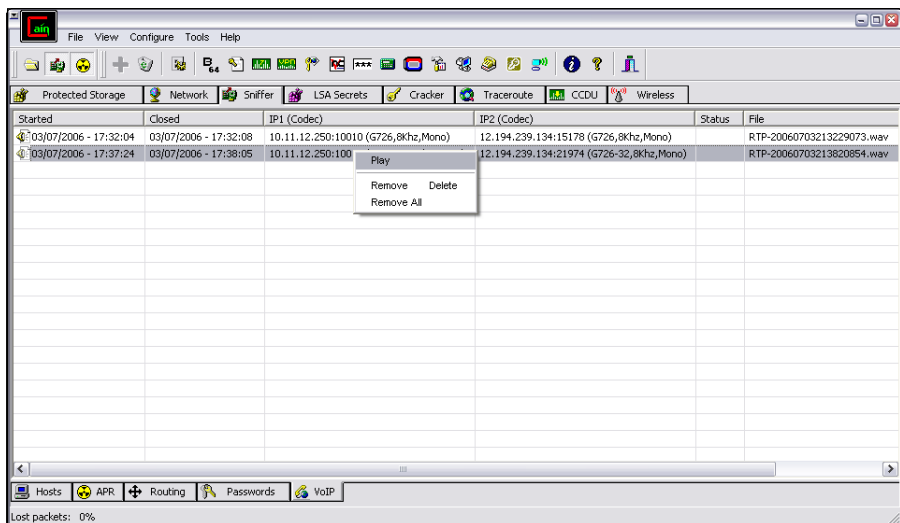 aín
File View Configure Tools Help
B 64
Protected Storage Network Sniffer LSA Secrets Cracker Traceroute CCDU Wireless
Started Closed IP1 (Codec) IP2 (Codec) Status File
03/07/2006 - 17:32:04 03/07/2006 - 17:32:08 10.11.12.250:10010 (G726,8Khz,Mono) 12.194.239.134:15178 (G726,8Khz,Mono) RTP-20060703213229073.wav
03/07/2006 - 17:37:24 03/07/2006 - 17:38:05 10.11.12.250:100 12.194.239.134:21974 (G726-32,8Khz,Mono) RTP-20060703213820854.wav
Play
Remove Delete
Remove All
Hosts APR Routing Passwords VoIP
Lost packets: 0%